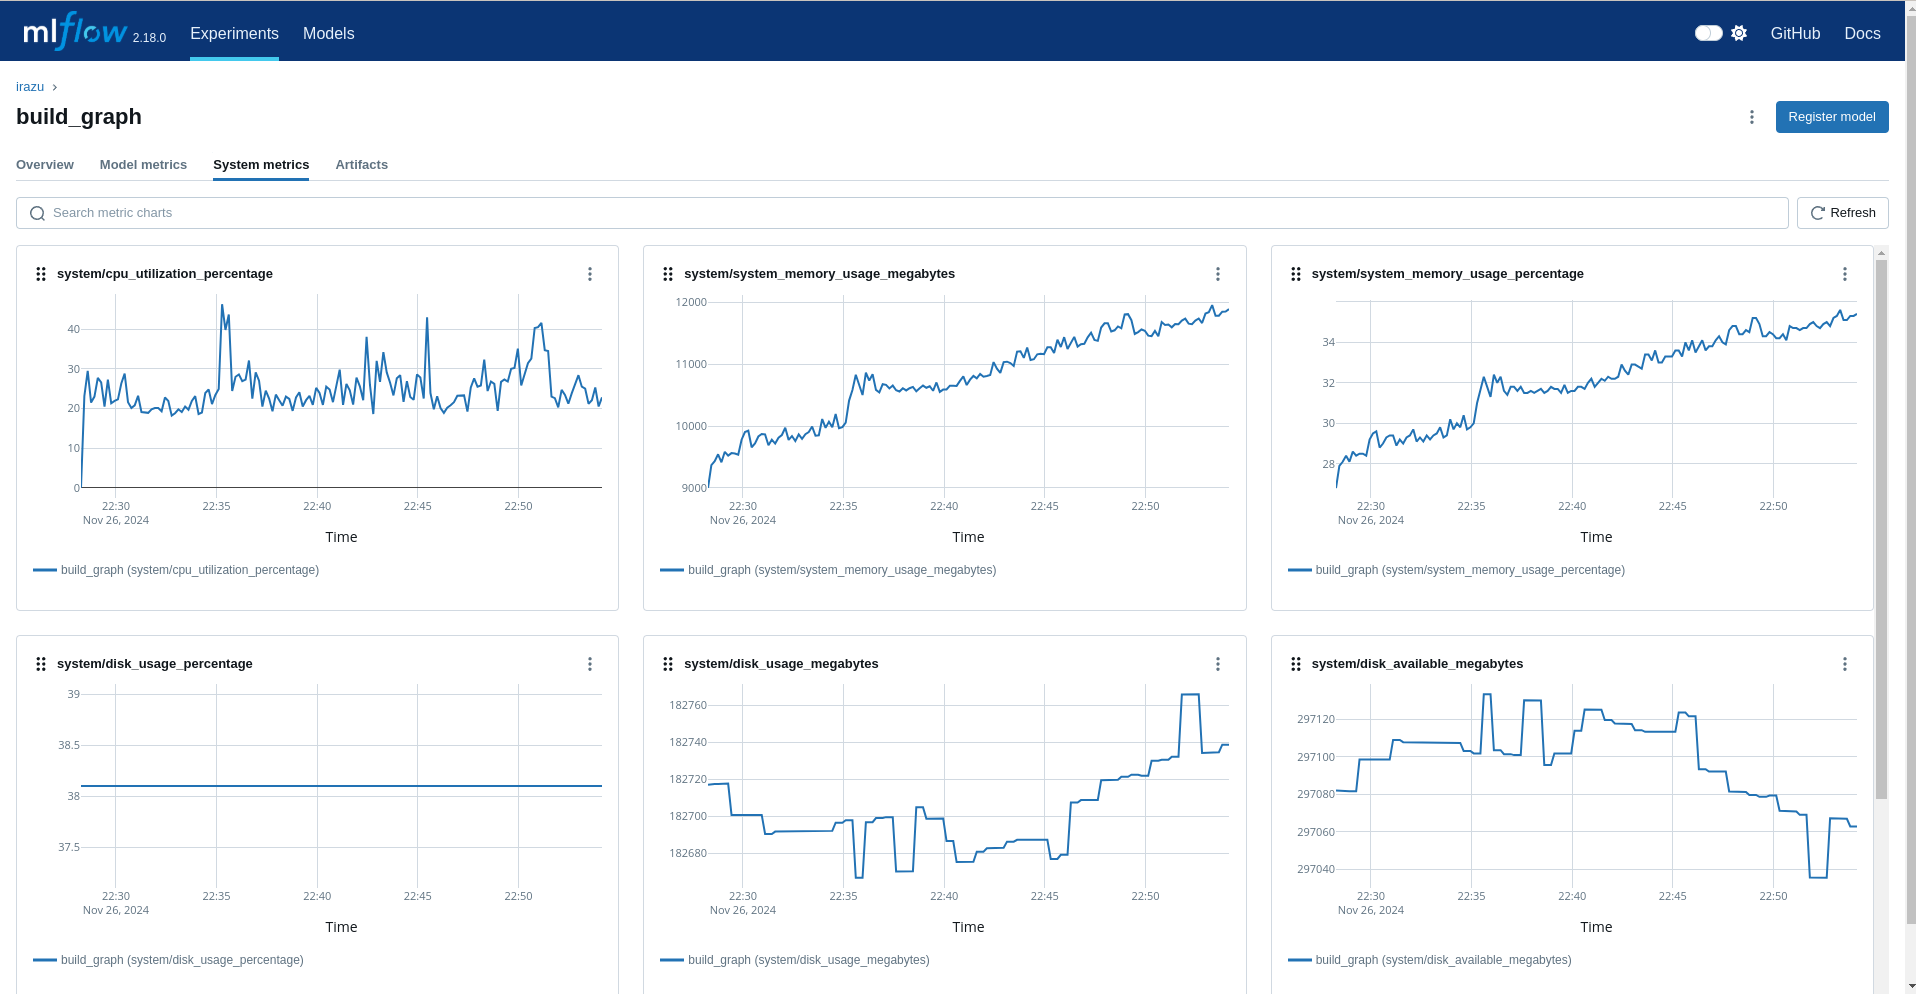 mlflow 2.18.0 Experiments Models GitHub Docs
irazu
build_graph
Register model
Overview Model metrics System metrics Artifacts
Search metric charts
Refresh
system/cpu_utilization_percentage
40
30
20
10
0
22:30 22:35 22:40 22:45 22:50
Nov 26, 2024
Time
build_graph (system/cpu_utilization_percentage)
system/system_memory_usage_megabytes
12000
11000
10000
9000
22:30 22:35 22:40 22:45 22:50
Nov 26, 2024
Time
build_graph (system/system_memory_usage_megabytes)
system/system_memory_usage_percentage
34
32
30
28
22:30 22:35 22:40 22:45 22:50
Nov 26, 2024
Time
build_graph (system/system_memory_usage_percentage)
system/disk_usage_percentage
39
38.5
38
37.5
22:30 22:35 22:40 22:45 22:50
Nov 26, 2024
Time
build_graph (system/disk_usage_percentage)
system/disk_usage_megabytes
182760
182740
182720
182700
182680
22:30 22:35 22:40 22:45 22:50
Nov 26, 2024
Time
build_graph (system/disk_usage_megabytes)
system/disk_available_megabytes
297120
297100
297080
297060
297040
22:30 22:35 22:40 22:45 22:50
Nov 26, 2024
Time
build_graph (system/disk_available_megabytes)